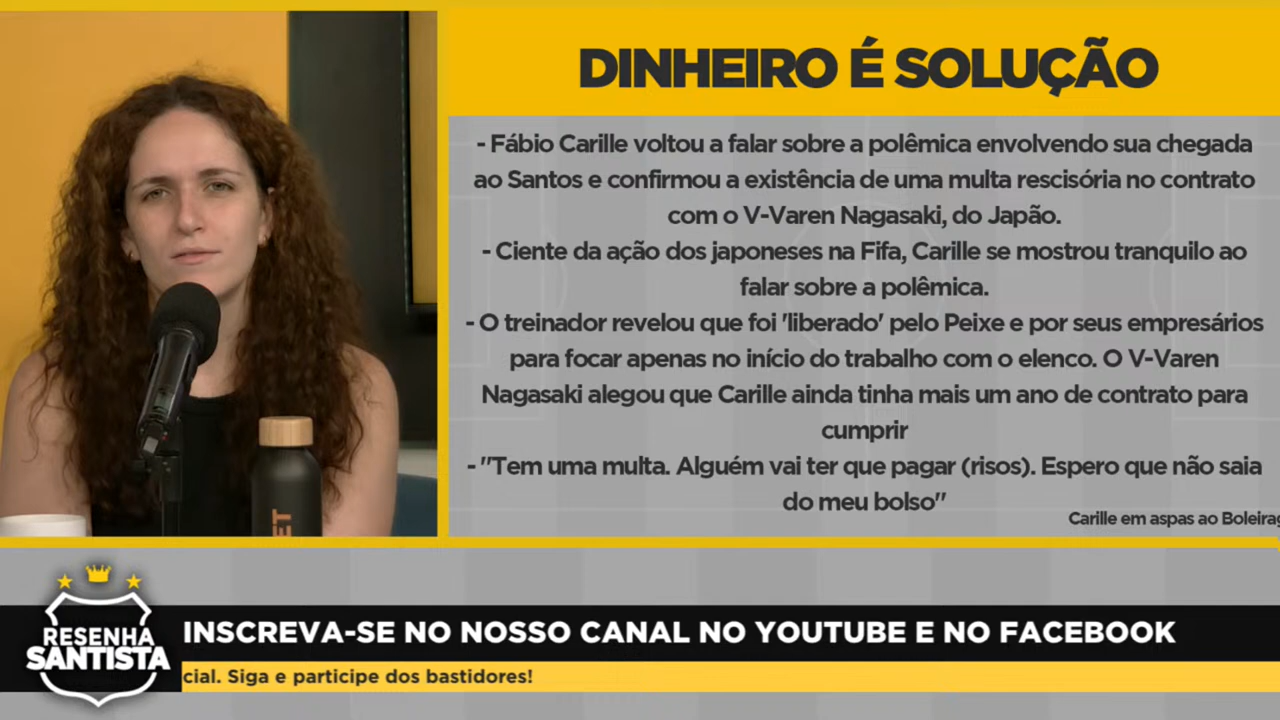 DINHEIRO É SOLUÇÃO
- Fábio Carille voltou a falar sobre a polêmica envolvendo sua chegada
ao Santos e confirmou a existência de uma multa rescisória no contrato
com o V-Varen Nagasaki, do Japão.
- Ciente da ação dos japoneses na Fifa, Carille se mostrou tranquilo ao
falar sobre a polêmica.
- O treinador revelou que foi 'liberado' pelo Peixe e por seus empresários
para focar apenas no início do trabalho com o elenco. O V-Varen
Nagasaki alegou que Carille ainda tinha mais um ano de contrato para
cumprir
- "Tem uma multa. Alguém vai ter que pagar (risos). Espero que não saia
do meu bolso"
Carille em aspas ao Boleirag
ET
RESENHA
SANTISTA
INSCREVA-SE NO NOSSO CANAL NO YOUTUBE E NO FACEBOOK
cial. Siga e participe dos bastidores!